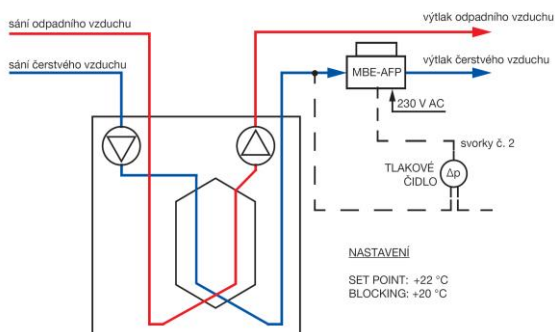 sání odpadního vzduchu
výtlak odpadního vzduchu
sání čerstvého vzduchu
výtlak čerstvého vzduchu
MBE-AFP
230 V AC
svorky č. 2
TLAKOVÉ
ČIDLO
Δp
NASTAVENÍ
SET POINT: +22 °C
BLOCKING: +20 °C